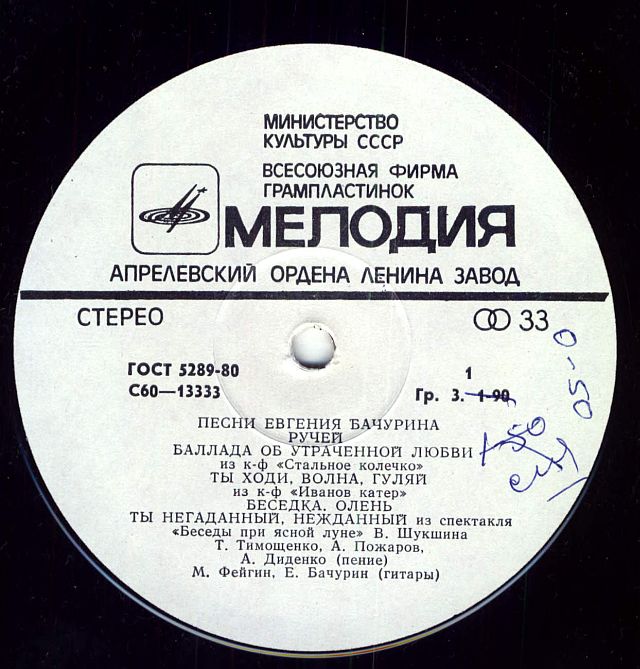 МИНИСТЕРСТВО
КУЛЬТУРЫ СССР
ВСЕСОЮЗНАЯ ФИРМА
ГРАМПЛАСТИНОК
МЕЛОДИЯ
АПРЕЛЕВСКИЙ ОРДЕНА ЛЕНИНА ЗАВОД
СТЕРЕО
33
ГОСТ 5289-80
1
С60—13333
Гр. 3. 1-90
50
05-0
ПЕСНИ ЕВГЕНИЯ БАЧУРИНА
РУЧЕЙ
БАЛЛАДА ОБ УТРАЧЕННОЙ ЛЮБВИ
из к-ф «Стальное колечко»
ТЫ ХОДИ, ВОЛНА, ГУЛЯЙ
из к-ф «Иванов катер»
БЕСЕДКА. ОЛЕНЬ
ТЫ НЕГАДАННЫЙ, НЕЖДАННЫЙ из спектакля
«Беседы при ясной луне» В. Шукшина
Т. Тимощенко, А. Пожаров,
А. Диденко (пение)
М. Фейгин, Е. Бачурин (гитары)